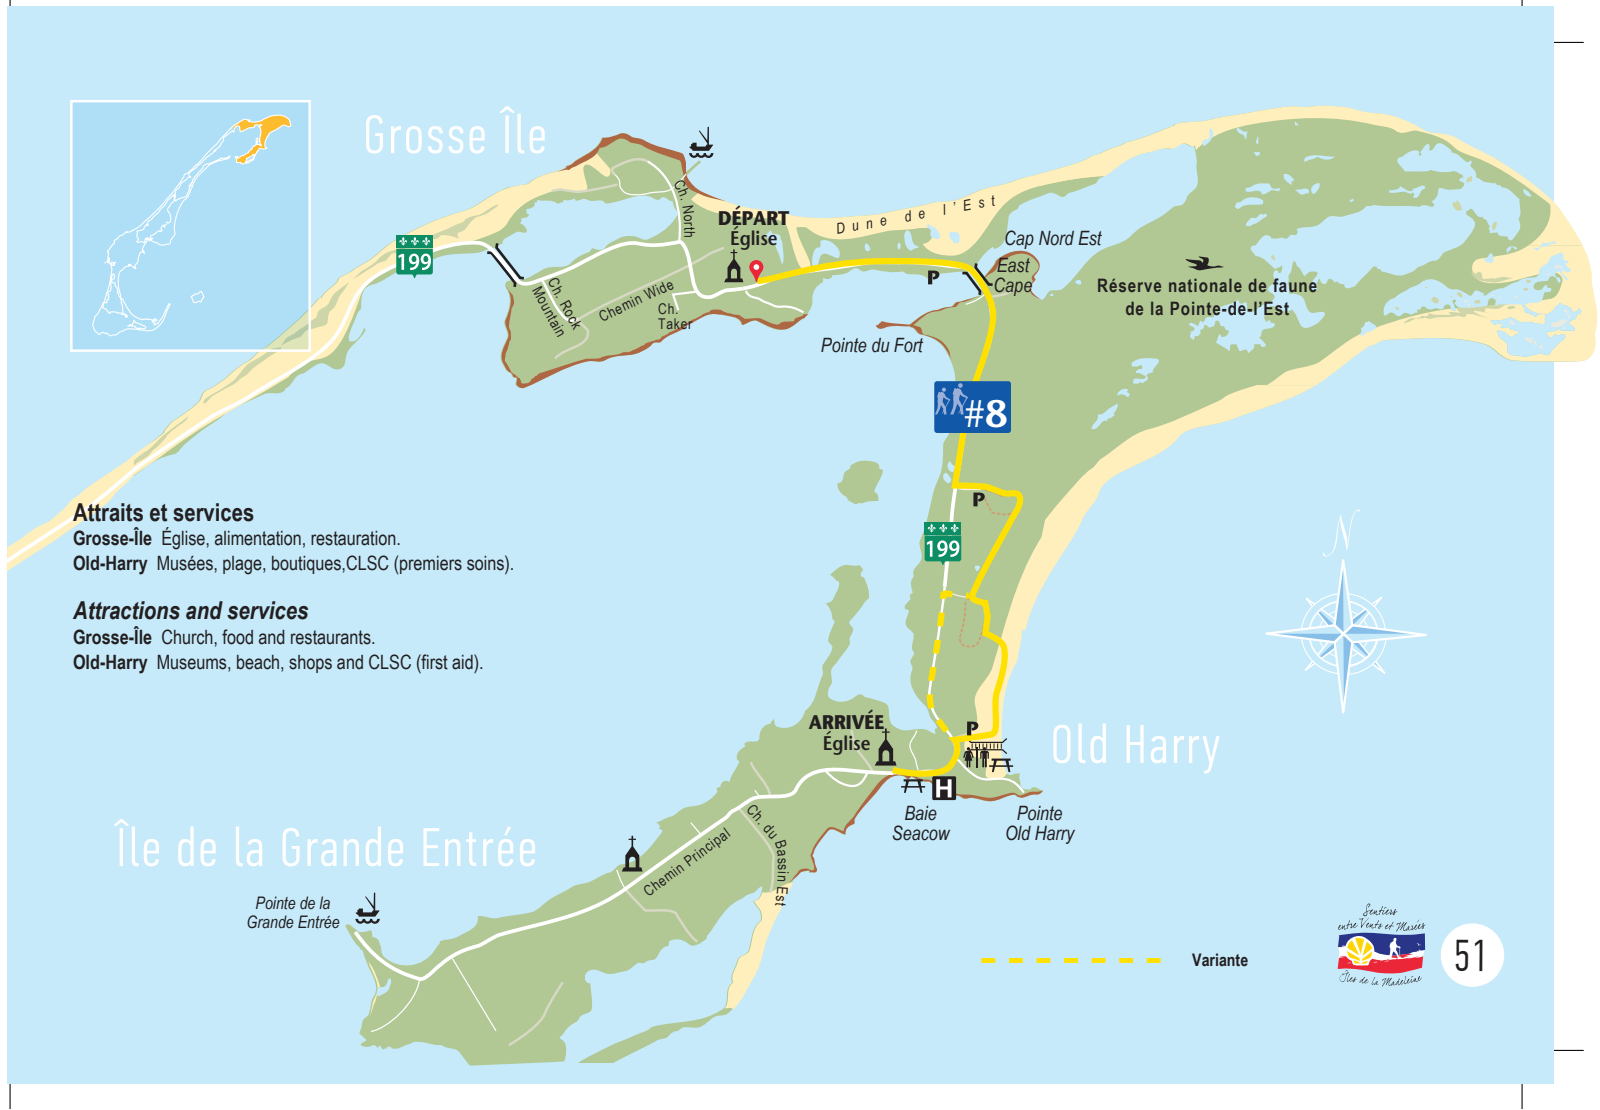 Grosse Île
DÉPART
Église
Ch. North
Dune de l'Est
Cap Nord Est
East
Cape
199
Ch. Rock
Mountain
Chemin Wide
Ch.
Taker
P
Réserve nationale de faune
de la Pointe-de-l'Est
Pointe du Fort
#8
P
199
Attraits et services
Grosse-Île Église, alimentation, restauration.
Old-Harry Musées, plage, boutiques,CLSC (premiers soins).
Attractions and services
Grosse-Île Church, food and restaurants.
Old-Harry Museums, beach, shops and CLSC (first aid).
N
ARRIVÉE
Église
P
Old Harry
H
Baie
Seacow
Pointe
Old Harry
Île de la Grande Entrée
Chemin Principal
Ch. du Bassin Est
Pointe de la
Grande Entrée
Variante
Sentiers
entre Vents et Marées
Îles de la Madeleine
51